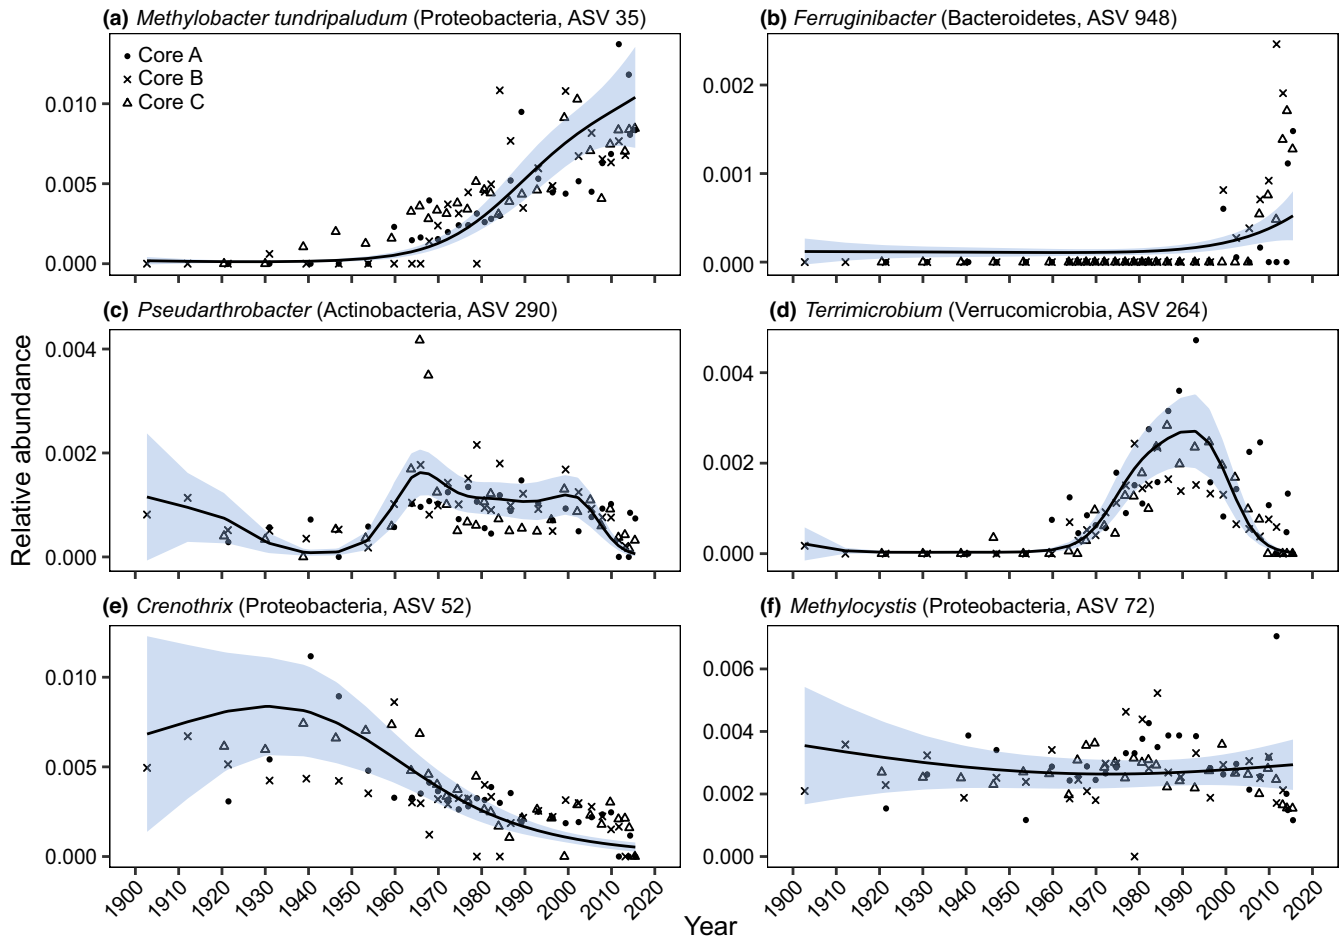 (a) Methylobacter tundripaludum (Proteobacteria, ASV 35)
(b) Ferruginibacter (Bacteroidetes, ASV 948)
Core A
Core B
Core C
0.010
0.005
0.000
0.002
0.001
0.000
(c) Pseudarthrobacter (Actinobacteria, ASV 290)
(d) Terrimicrobium (Verrucomicrobia, ASV 264)
Relative abundance
0.004
0.002
0.000
0.004
0.002
0.000
(e) Crenothrix (Proteobacteria, ASV 52)
(f) Methylocystis (Proteobacteria, ASV 72)
0.010
0.005
0.000
0.006
0.004
0.002
0.000
1900 1910 1920 1930 1940 1950 1960 1970 1980 1990 2000 2010 2020
1900 1910 1920 1930 1940 1950 1960 1970 1980 1990 2000 2010 2020
Year